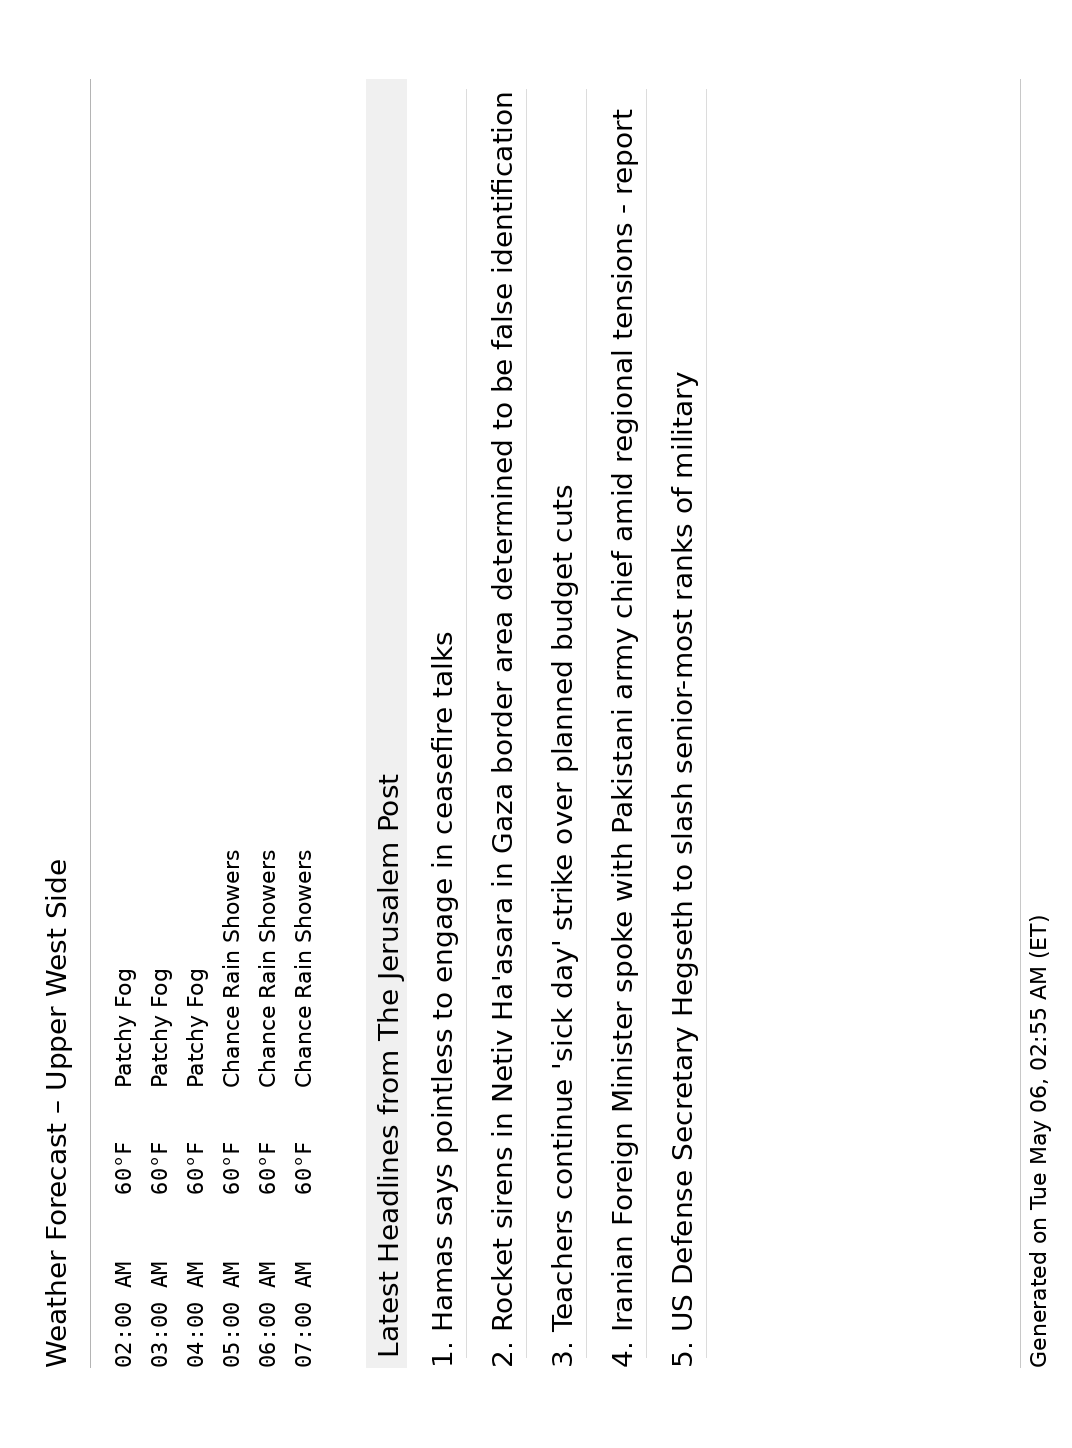 Weather Forecast – Upper West Side
02:00 AM 60°F Patchy Fog
03:00 AM 60°F Patchy Fog
04:00 AM 60°F Patchy Fog
05:00 AM 60°F Chance Rain Showers
06:00 AM 60°F Chance Rain Showers
07:00 AM 60°F Chance Rain Showers
Latest Headlines from The Jerusalem Post
1. Hamas says pointless to engage in ceasefire talks
2. Rocket sirens in Netiv Ha'asara in Gaza border area determined to be false identification
3. Teachers continue 'sick day' strike over planned budget cuts
4. Iranian Foreign Minister spoke with Pakistani army chief amid regional tensions - report
5. US Defense Secretary Hegseth to slash senior-most ranks of military
Generated on Tue May 06, 02:55 AM (ET)